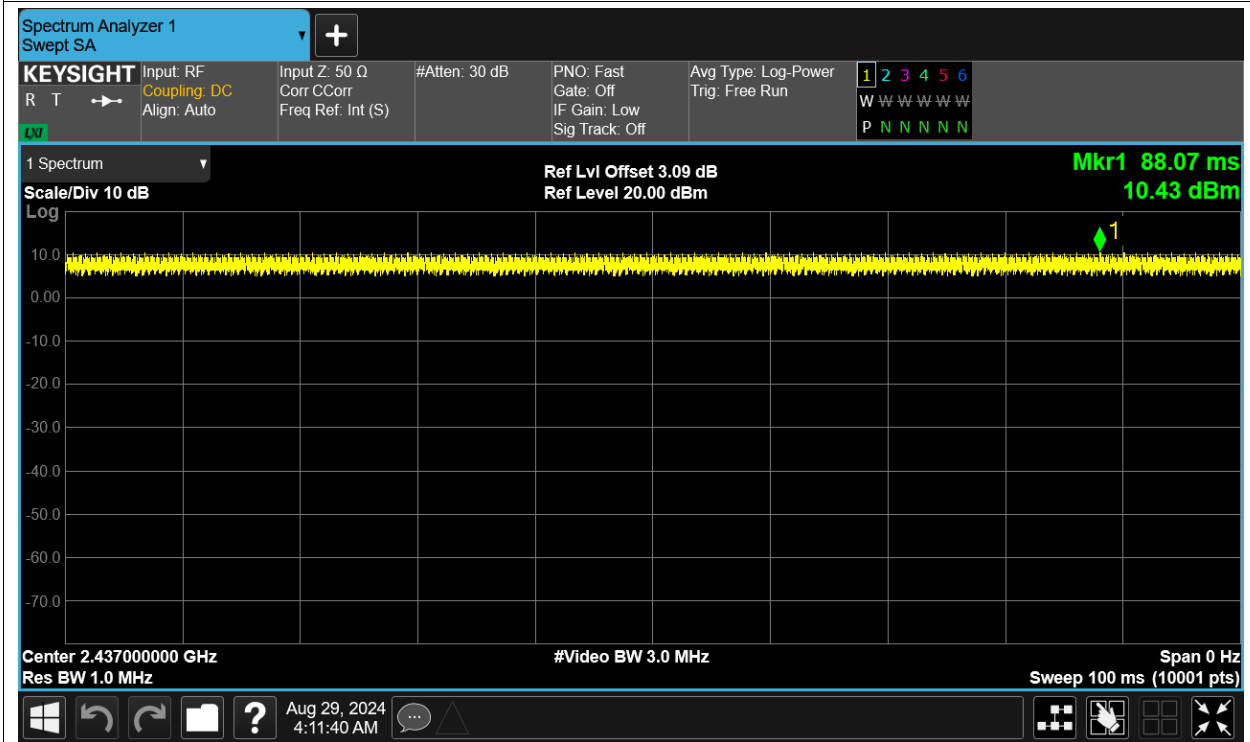 Spectrum Analyzer 1
Swept SA
KEYSIGHT
R T
LXI
Input: RF
Coupling: DC
Align: Auto
Input Z: 50 Ω
Corr CCorr
Freq Ref: Int (S)
#Atten: 30 dB
PNO: Fast
Gate: Off
IF Gain: Low
Sig Track: Off
Avg Type: Log-Power
Trig: Free Run
1 2 3 4 5 6
W W W W W W
P N N N N N
1 Spectrum
Scale/Div 10 dB
Log
Ref Lvl Offset 3.09 dB
Ref Level 20.00 dBm
Mkr1 88.07 ms
10.43 dBm
1
10.0
0.00
-10.0
-20.0
-30.0
-40.0
-50.0
-60.0
-70.0
Center 2.437000000 GHz
Res BW 1.0 MHz
#Video BW 3.0 MHz
Span 0 Hz
Sweep 100 ms (10001 pts)
?
Aug 29, 2024
4:11:40 AM